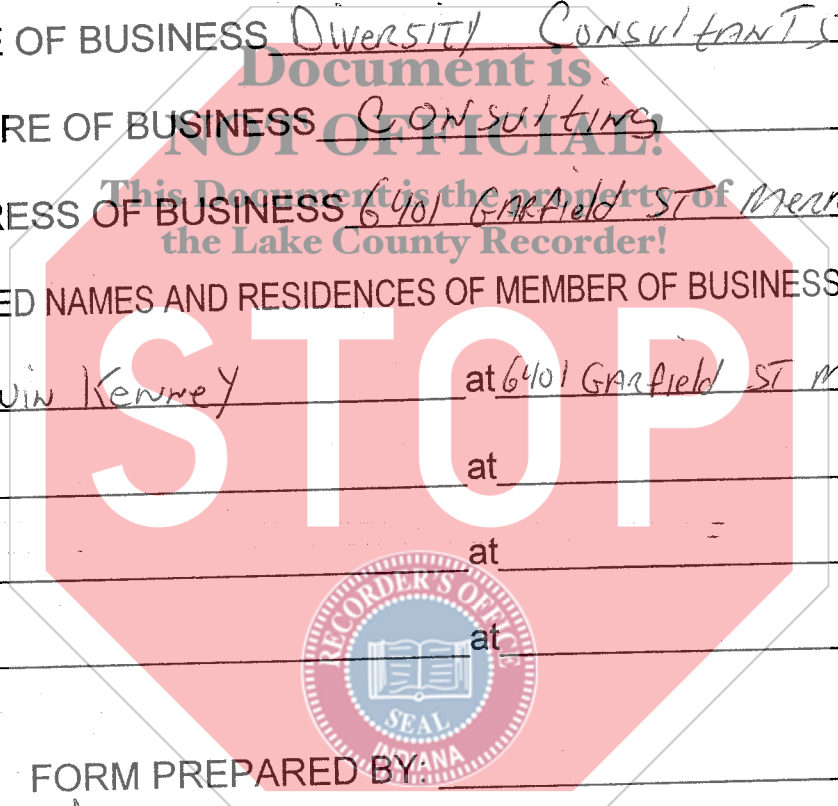 E OF BUSINESS Diversity Consultants
Document is
RE OF BUSINESS Consulting
NOT OFFICIAL!
This Document is the property of
RESS OF BUSINESS 6401 Garfield ST Merr
the Lake County Recorder!
ED NAMES AND RESIDENCES OF MEMBER OF BUSINESS
STOP
vin Kenney at 6401 Garfield ST M
at
at
at
RECORDER'S OFFICE
SEAL
INDIANA
FORM PREPARED BY: